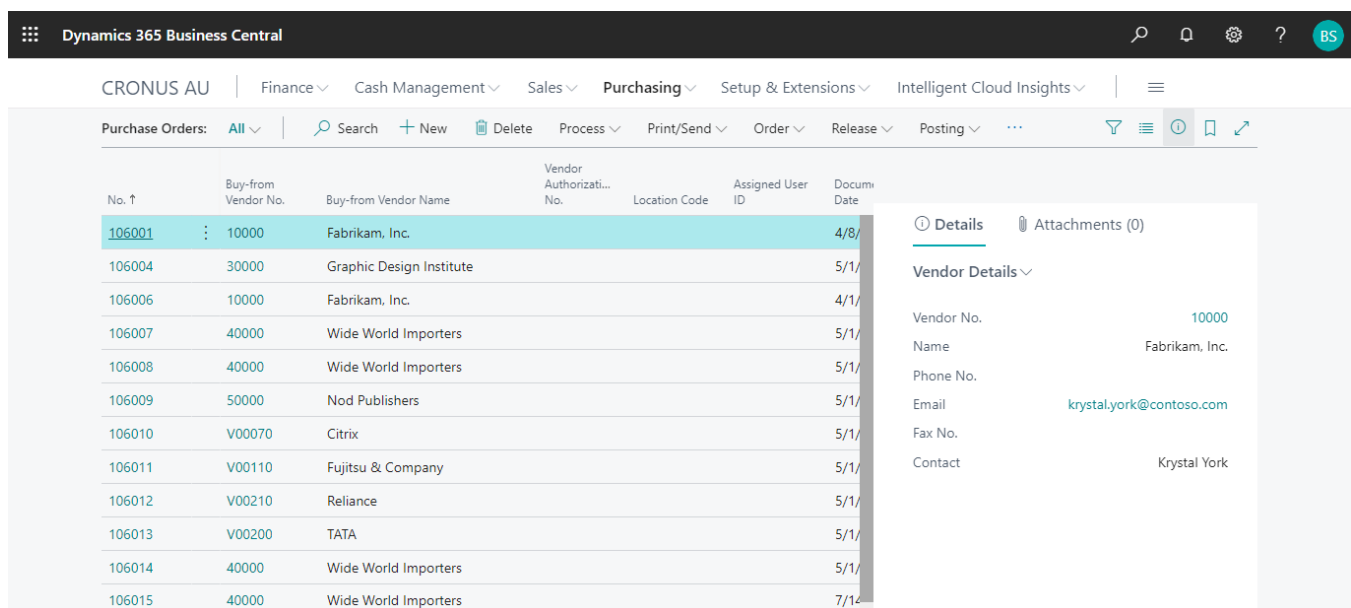 Dynamics 365 Business Central
BS
CRONUS AU Finance Cash Management Sales Purchasing Setup & Extensions Intelligent Cloud Insights
Purchase Orders: All Search + New Delete Process Print/Send Order Release Posting ...
No. ↑ Buy-from Vendor No. Buy-from Vendor Name Vendor Authorizati... No. Location Code Assigned User ID Docum Date
106001 10000 Fabrikam, Inc. 4/8/
106004 30000 Graphic Design Institute 5/1/
106006 10000 Fabrikam, Inc. 4/1/
106007 40000 Wide World Importers 5/1/
106008 40000 Wide World Importers 5/1/
106009 50000 Nod Publishers 5/1/
106010 V00070 Citrix 5/1/
106011 V00110 Fujitsu & Company 5/1/
106012 V00210 Reliance 5/1/
106013 V00200 TATA 5/1/
106014 40000 Wide World Importers 5/1/
106015 40000 Wide World Importers 7/14
Details Attachments (0)
Vendor Details
Vendor No. 10000
Name Fabrikam, Inc.
Phone No.
Email krystal.york@contoso.com
Fax No.
Contact Krystal York